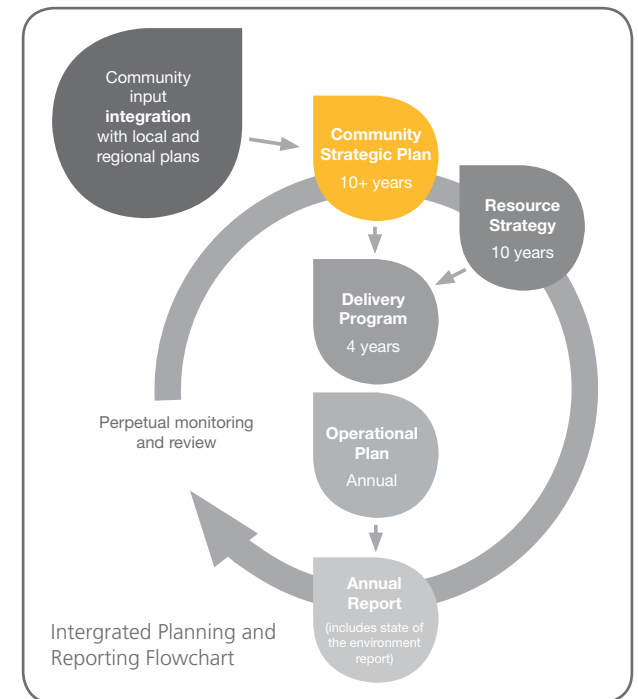 Community
input
integration
with local and
regional plans
Community
Strategic Plan
10+ years
Resource
Strategy
10 years
Delivery
Program
4 years
Perpetual monitoring
and review
Operational
Plan
Annual
Annual
Report
(includes state of
the environment
report)
Intergrated Planning and
Reporting Flowchart